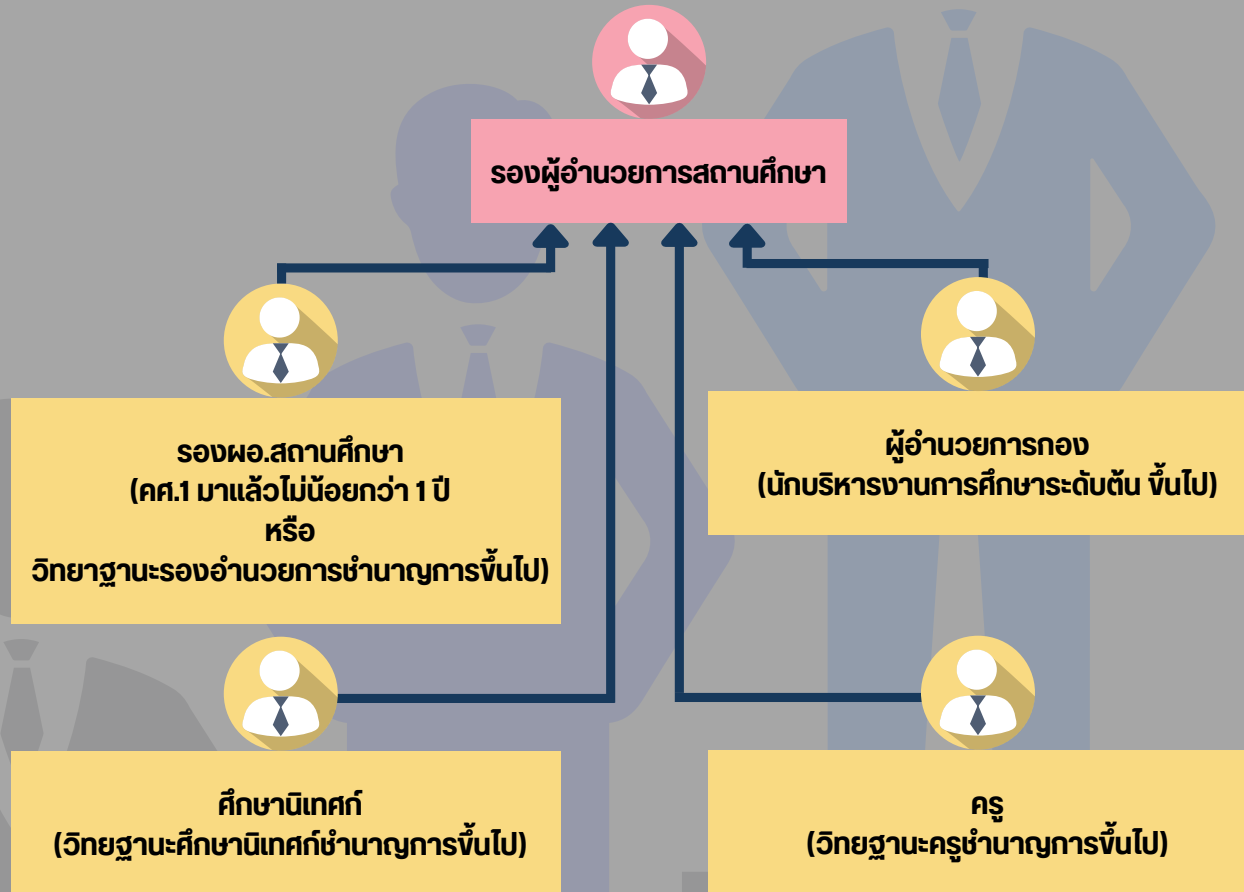 รองผู้อำนวยการสถานศึกษา
รองผอ.สถานศึกษา
(คศ.1 มาแล้วไม่น้อยกว่า 1 ปี
หรือ
วิทยาฐานะรองอำนวยการชำนาญการขึ้นไป)
ผู้อำนวยการกอง
(นักบริหารงานการศึกษาระดับต้น ขึ้นไป)
ศึกษานิเทศก์
(วิทยฐานะศึกษานิเทศก์ชำนาญการขึ้นไป)
ครู
(วิทยฐานะครูชำนาญการขึ้นไป)